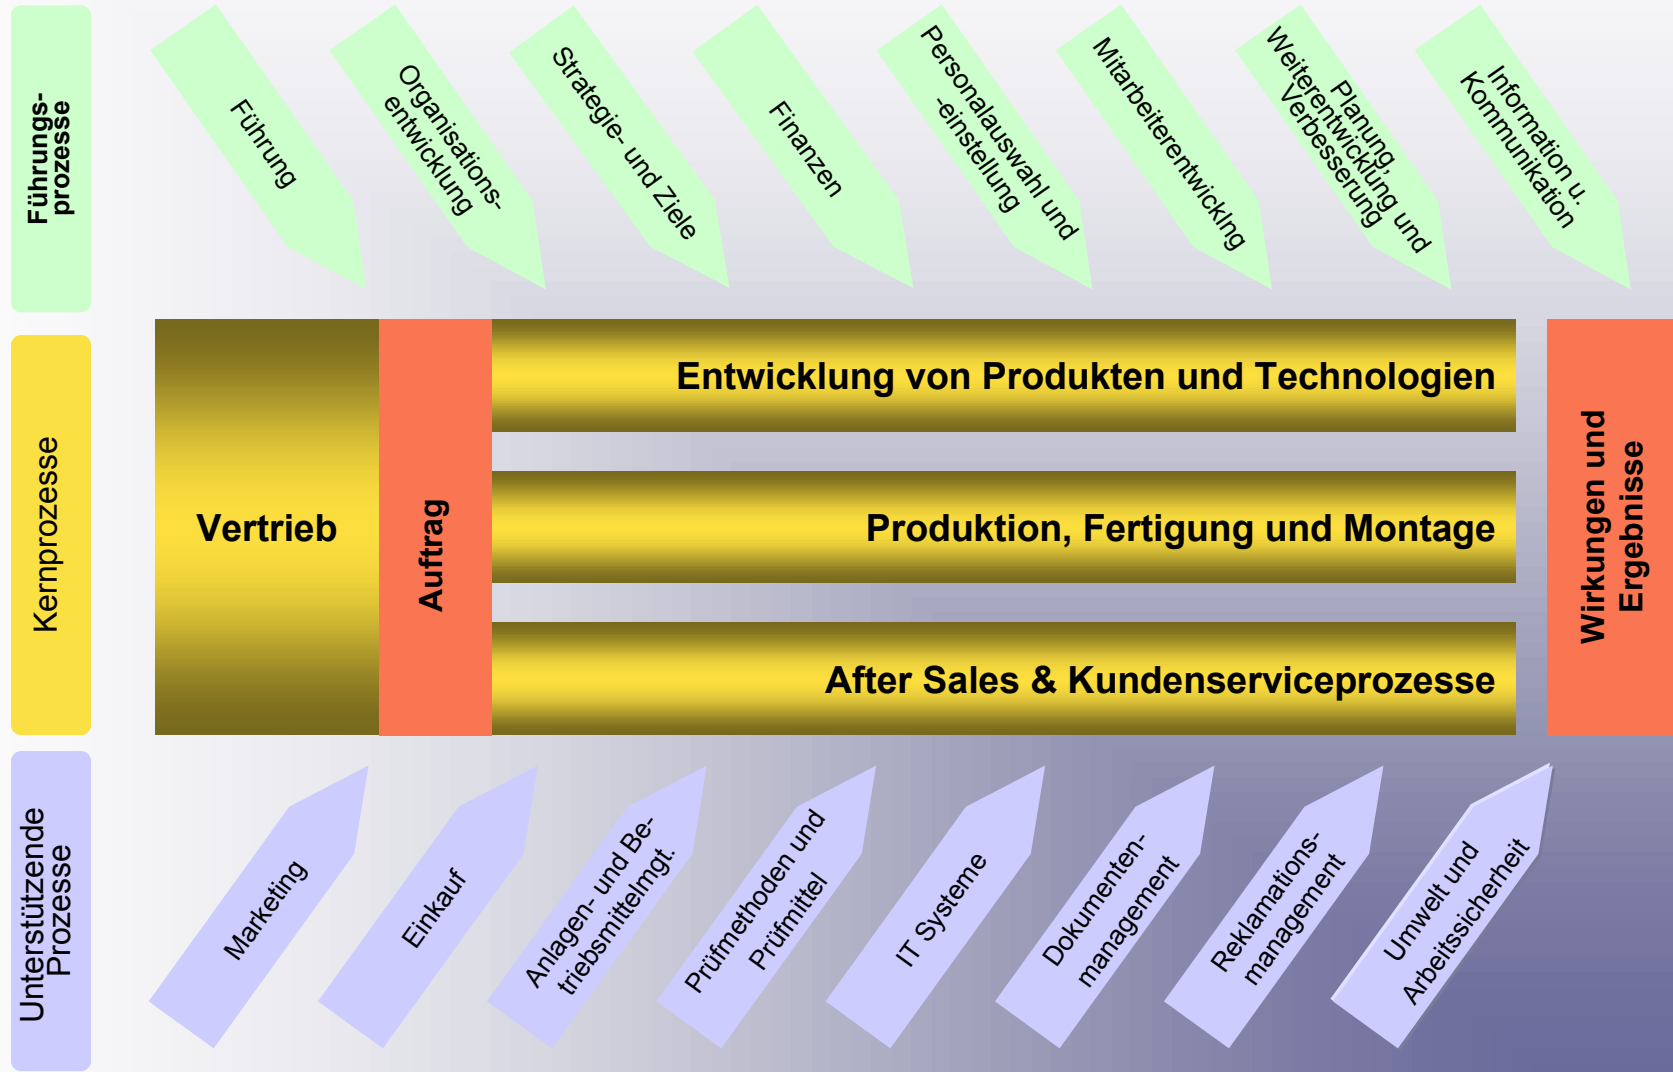 Führungs-
prozesse
Führung
Organisations-
entwicklung
Strategie- und Ziele
Finanzen
Personalauswahl und
-einstellung
Mitarbeiterentwicklng
Planung,
Weiterentwicklung und
Verbesserung
Information u.
Kommunikation
Kernprozesse
Vertrieb
Auftrag
Entwicklung von Produkten und Technologien
Produktion, Fertigung und Montage
After Sales & Kundenserviceprozesse
Wirkungen und
Ergebnisse
Unterstützende
Prozesse
Marketing
Einkauf
Anlagen- und Be-
triebsmittelmgt.
Prüfmethoden und
Prüfmittel
IT Systeme
Dokumenten-
management
Reklamations-
management
Umwelt und
Arbeitssicherheit